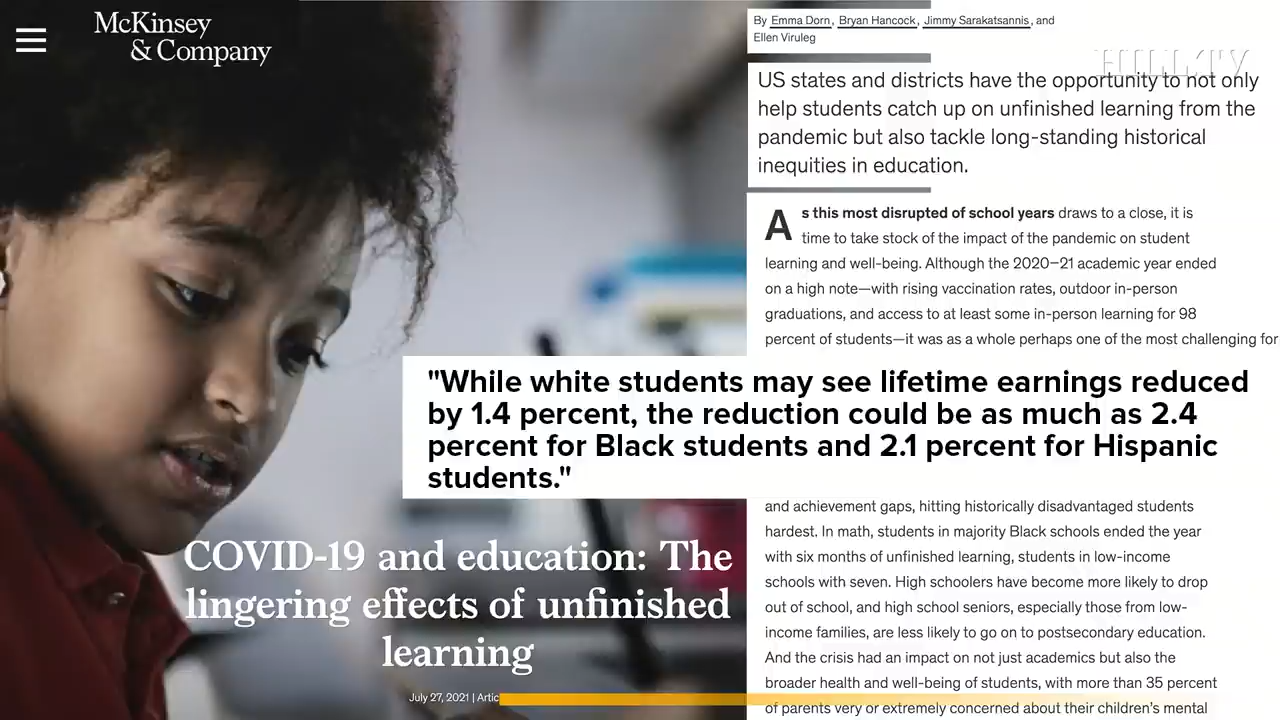 McKinsey
& Company
By Emma Dorn, Bryan Hancock, Jimmy Sarakatsannis, and
Ellen Viruleg
HILL.TV
US states and districts have the opportunity to not only
help students catch up on unfinished learning from the
pandemic but also tackle long-standing historical
inequities in education.
As this most disrupted of school years draws to a close, it is
time to take stock of the impact of the pandemic on student
learning and well-being. Although the 2020–21 academic year ended
on a high note—with rising vaccination rates, outdoor in-person
graduations, and access to at least some in-person learning for 98
percent of students—it was as a whole perhaps one of the most challenging for
"While white students may see lifetime earnings reduced
by 1.4 percent, the reduction could be as much as 2.4
percent for Black students and 2.1 percent for Hispanic
students."
and achievement gaps, hitting historically disadvantaged students
hardest. In math, students in majority Black schools ended the year
with six months of unfinished learning, students in low-income
schools with seven. High schoolers have become more likely to drop
out of school, and high school seniors, especially those from low-
income families, are less likely to go on to postsecondary education.
And the crisis had an impact on not just academics but also the
broader health and well-being of students, with more than 35 percent
of parents very or extremely concerned about their children's mental
COVID-19 and education: The
lingering effects of unfinished
learning
July 27, 2021 | Artic